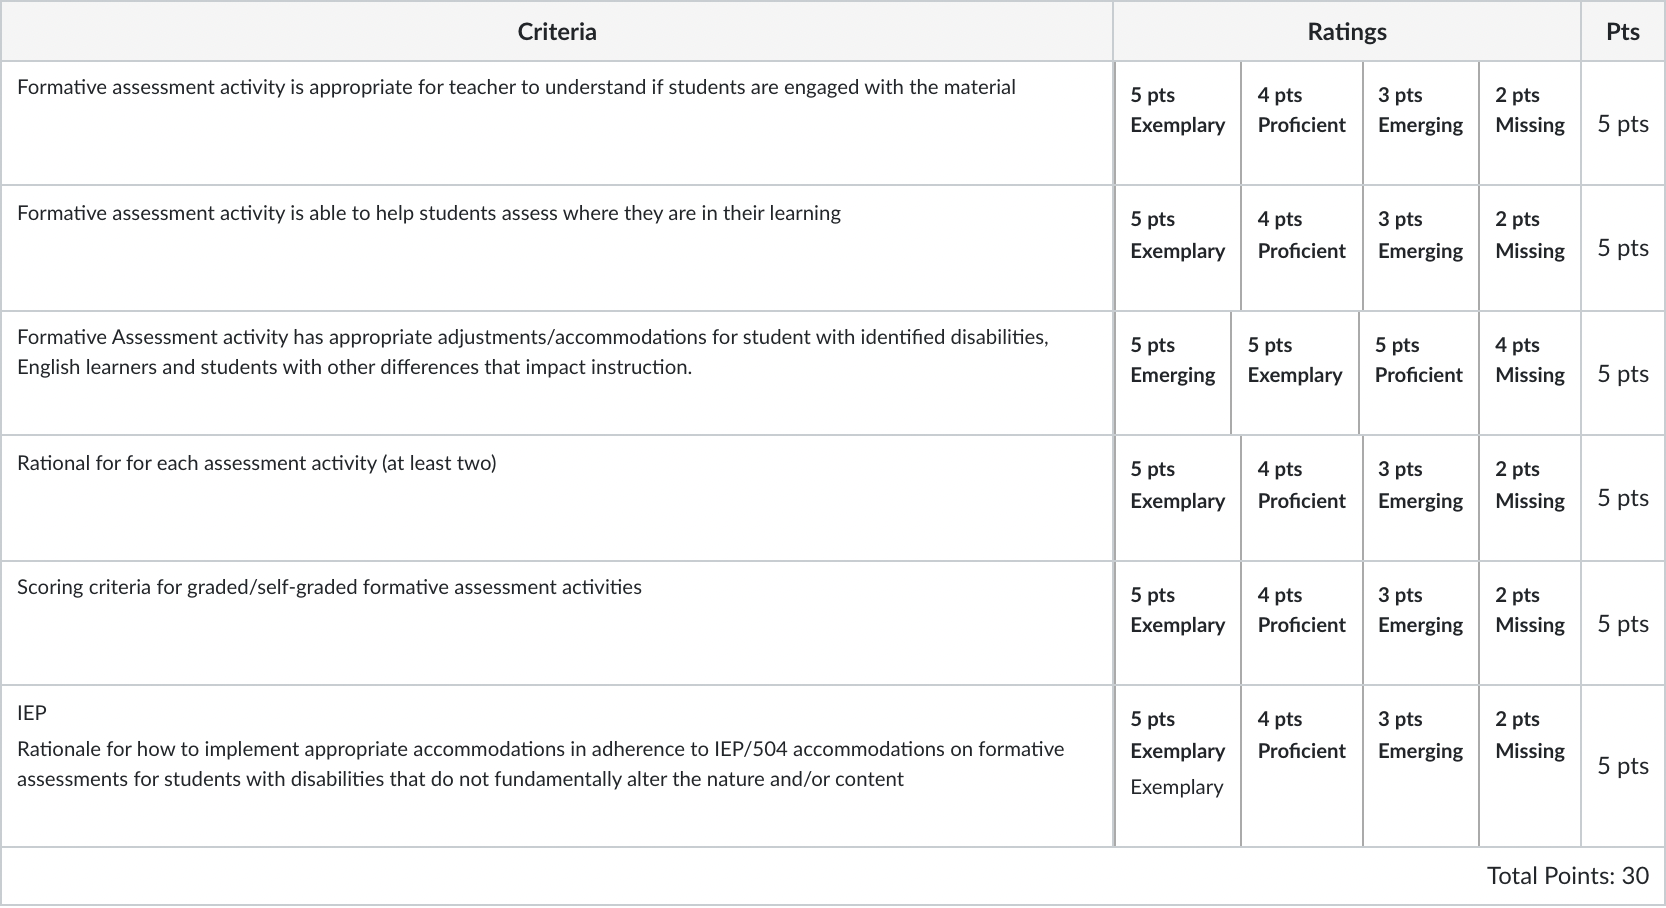 Criteria Ratings Pts
Formative assessment activity is appropriate for teacher to understand if students are engaged with the material
5 pts
Exemplary
4 pts
Proficient
3 pts
Emerging
2 pts
Missing
5 pts
Formative assessment activity is able to help students assess where they are in their learning
5 pts
Exemplary
4 pts
Proficient
3 pts
Emerging
2 pts
Missing
5 pts
Formative Assessment activity has appropriate adjustments/accommodations for student with identified disabilities,
English learners and students with other differences that impact instruction.
5 pts
Emerging
5 pts
Exemplary
5 pts
Proficient
4 pts
Missing
5 pts
Rational for for each assessment activity (at least two)
5 pts
Exemplary
4 pts
Proficient
3 pts
Emerging
2 pts
Missing
5 pts
Scoring criteria for graded/self-graded formative assessment activities
5 pts
Exemplary
4 pts
Proficient
3 pts
Emerging
2 pts
Missing
5 pts
IEP
Rationale for how to implement appropriate accommodations in adherence to IEP/504 accommodations on formative
assessments for students with disabilities that do not fundamentally alter the nature and/or content
5 pts
Exemplary
Exemplary
4 pts
Proficient
3 pts
Emerging
2 pts
Missing
5 pts
Total Points: 30